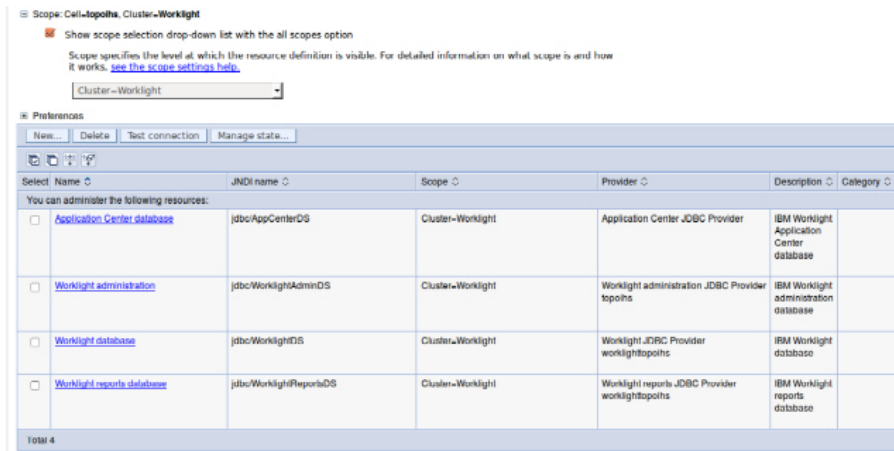 Scope: Cell=topolhs, Cluster=Worklight
Show scope selection drop-down list with the all scopes option
Scope specifies the level at which the resource definition is visible. For detailed information on what scope is and how
it works, see the scope settings help.
Cluster=Worklight
Preferences
New... Delete Test connection Manage state...
Select Name JNDI name Scope Provider Description Category
You can administer the following resources:
Application Center database jdbc/AppCenterDS Cluster=Worklight Application Center JDBC Provider IBM Worklight
Application
Center
database
Worklight administration jdbc/WorklightAdminDS Cluster=Worklight Worklight administration JDBC Provider IBM Worklight
topolhs administration
database
Worklight database jdbc/WorklightDS Cluster=Worklight Worklight JDBC Provider IBM Worklight
worklighttopolhs database
Worklight reports database jdbc/WorklightReportsDS Cluster=Worklight Worklight reports JDBC Provider IBM Worklight
worklighttopolhs reports
database
Total 4